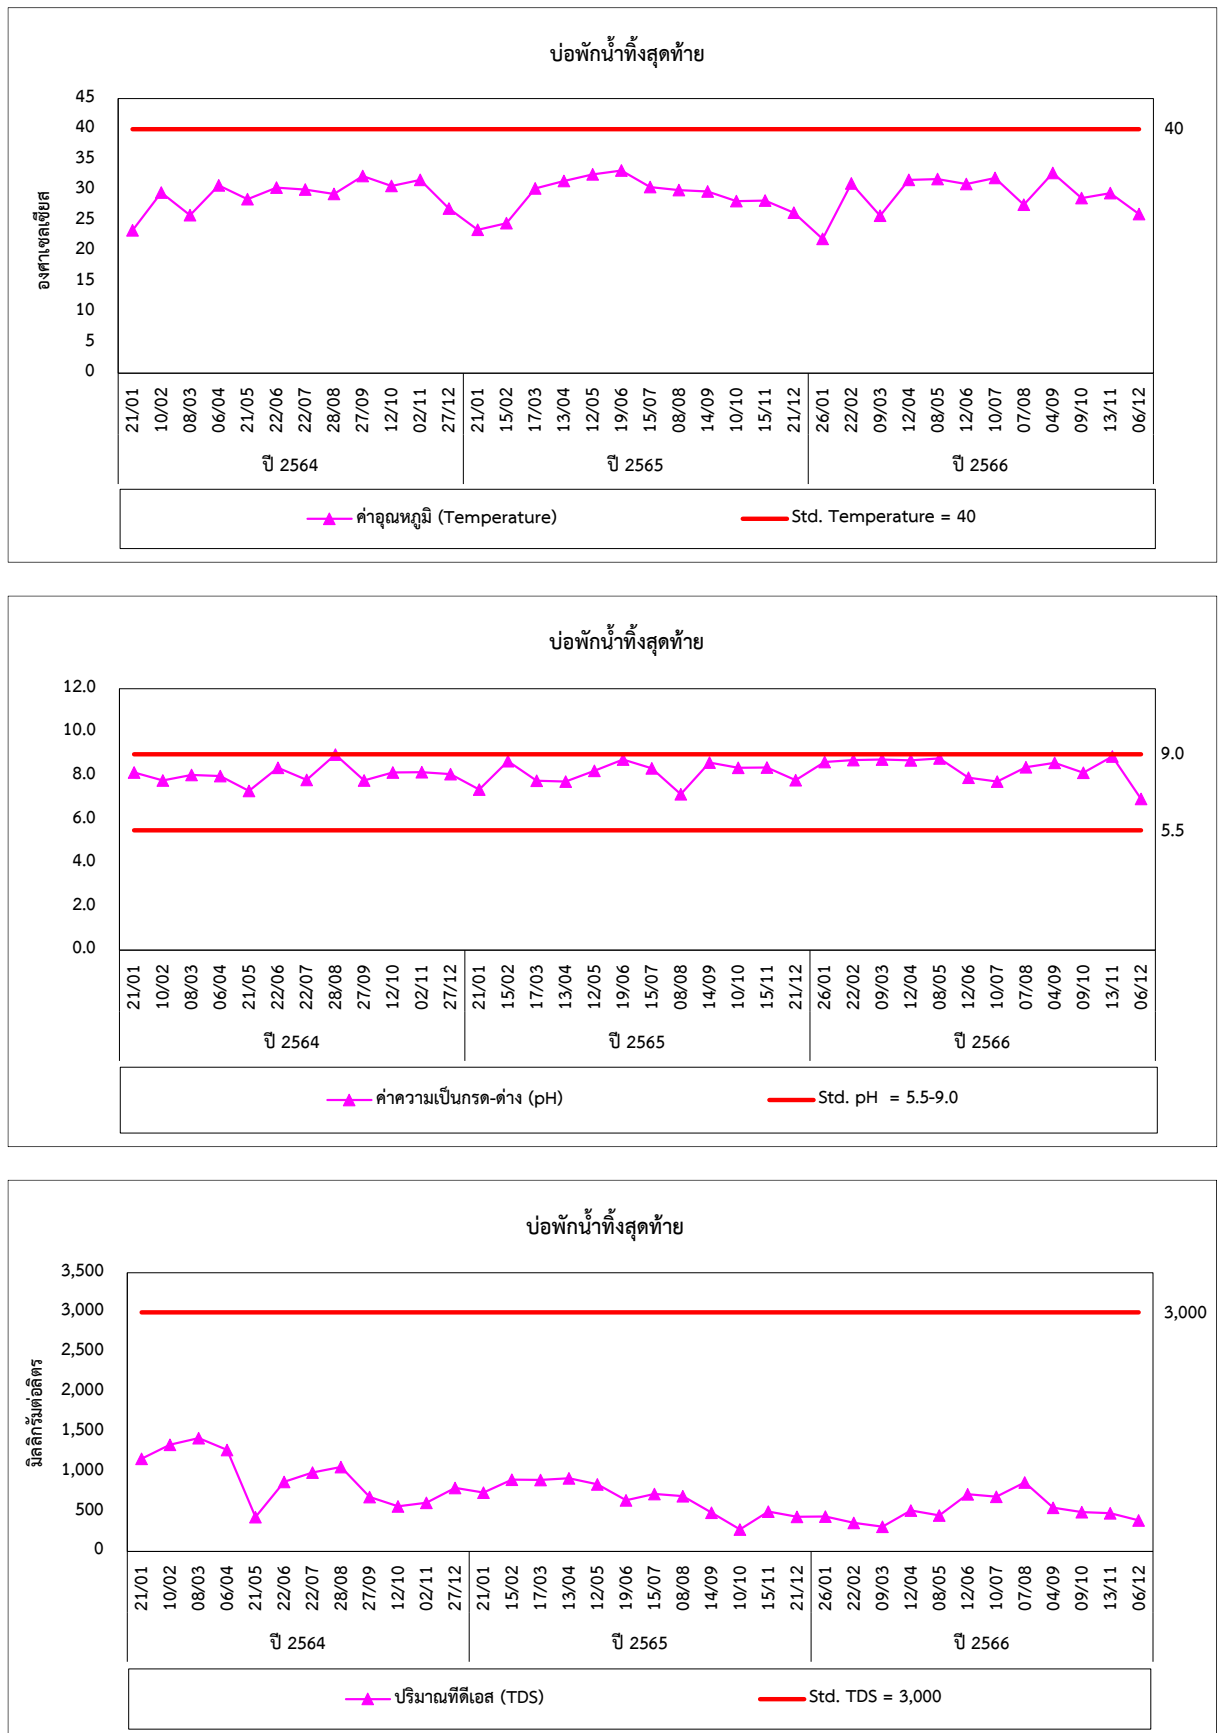 บ่อพักน้ำทิ้งสุดท้าย
45
40
35
30
25
20
15
10
5
0
องศาเซลเซียส
40
21/01 10/02 08/03 06/04 21/05 22/06 22/07 28/08 27/09 12/10 02/11 27/12 21/01 15/02 17/03 13/04 12/05 19/06 15/07 08/08 14/09 10/10 15/11 21/12 26/01 22/02 09/03 12/04 08/05 12/06 10/07 07/08 04/09 09/10 13/11 06/12
ปี 2564 ปี 2565 ปี 2566
ค่าอุณหภูมิ (Temperature) Std. Temperature = 40
บ่อพักน้ำทิ้งสุดท้าย
12.0
10.0
8.0
6.0
4.0
2.0
0.0
9.0
5.5
21/01 10/02 08/03 06/04 21/05 22/06 22/07 28/08 27/09 12/10 02/11 27/12 21/01 15/02 17/03 13/04 12/05 19/06 15/07 08/08 14/09 10/10 15/11 21/12 26/01 22/02 09/03 12/04 08/05 12/06 10/07 07/08 04/09 09/10 13/11 06/12
ปี 2564 ปี 2565 ปี 2566
ค่าความเป็นกรด-ด่าง (pH) Std. pH = 5.5-9.0
บ่อพักน้ำทิ้งสุดท้าย
3,500
3,000
2,500
2,000
1,500
1,000
500
0
มิลลิกรัมต่อลิตร
3,000
21/01 10/02 08/03 06/04 21/05 22/06 22/07 28/08 27/09 12/10 02/11 27/12 21/01 15/02 17/03 13/04 12/05 19/06 15/07 08/08 14/09 10/10 15/11 21/12 26/01 22/02 09/03 12/04 08/05 12/06 10/07 07/08 04/09 09/10 13/11 06/12
ปี 2564 ปี 2565 ปี 2566
ปริมาณทีดีเอส (TDS) Std. TDS = 3,000